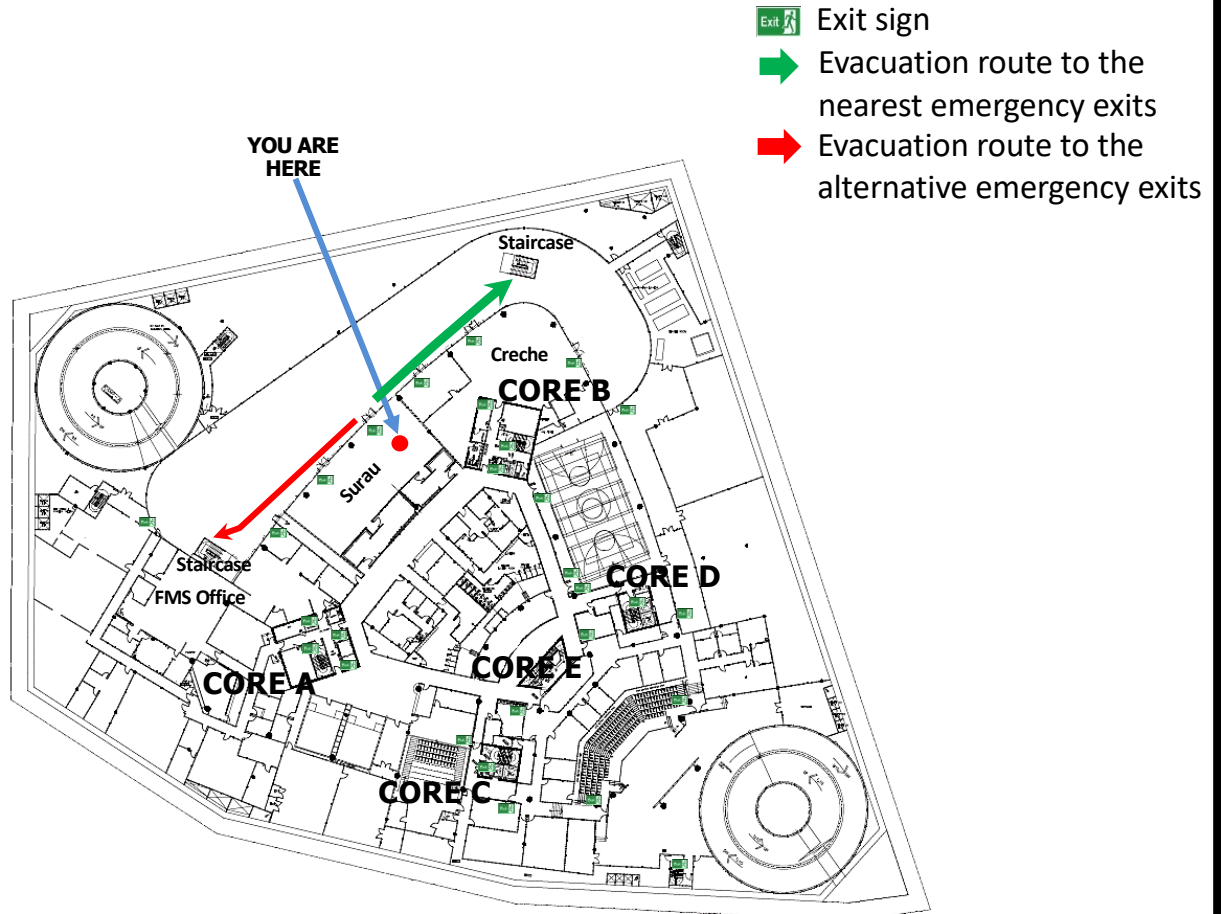 Exit
Exit sign
Evacuation route to the
nearest emergency exits
Evacuation route to the
alternative emergency exits
YOU ARE
HERE
Staircase
Creche
CORE B
Surau
Staircase
FMS Office
CORE D
CORE E
CORE A
CORE C